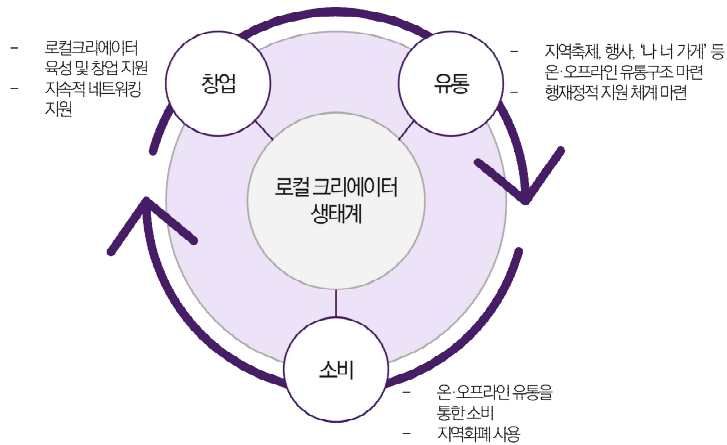 - 로컬크리에이터
육성 및 창업 지원
- 지속적 네트워킹
지원
창업
유통
- 지역축제, 행사, '나 너 가게' 등
온·오프라인 유통구조 마련
- 행재정적 지원 체계 마련
로컬 크리에이터
생태계
소비
- 온·오프라인 유통을
통한 소비
- 지역화폐 사용